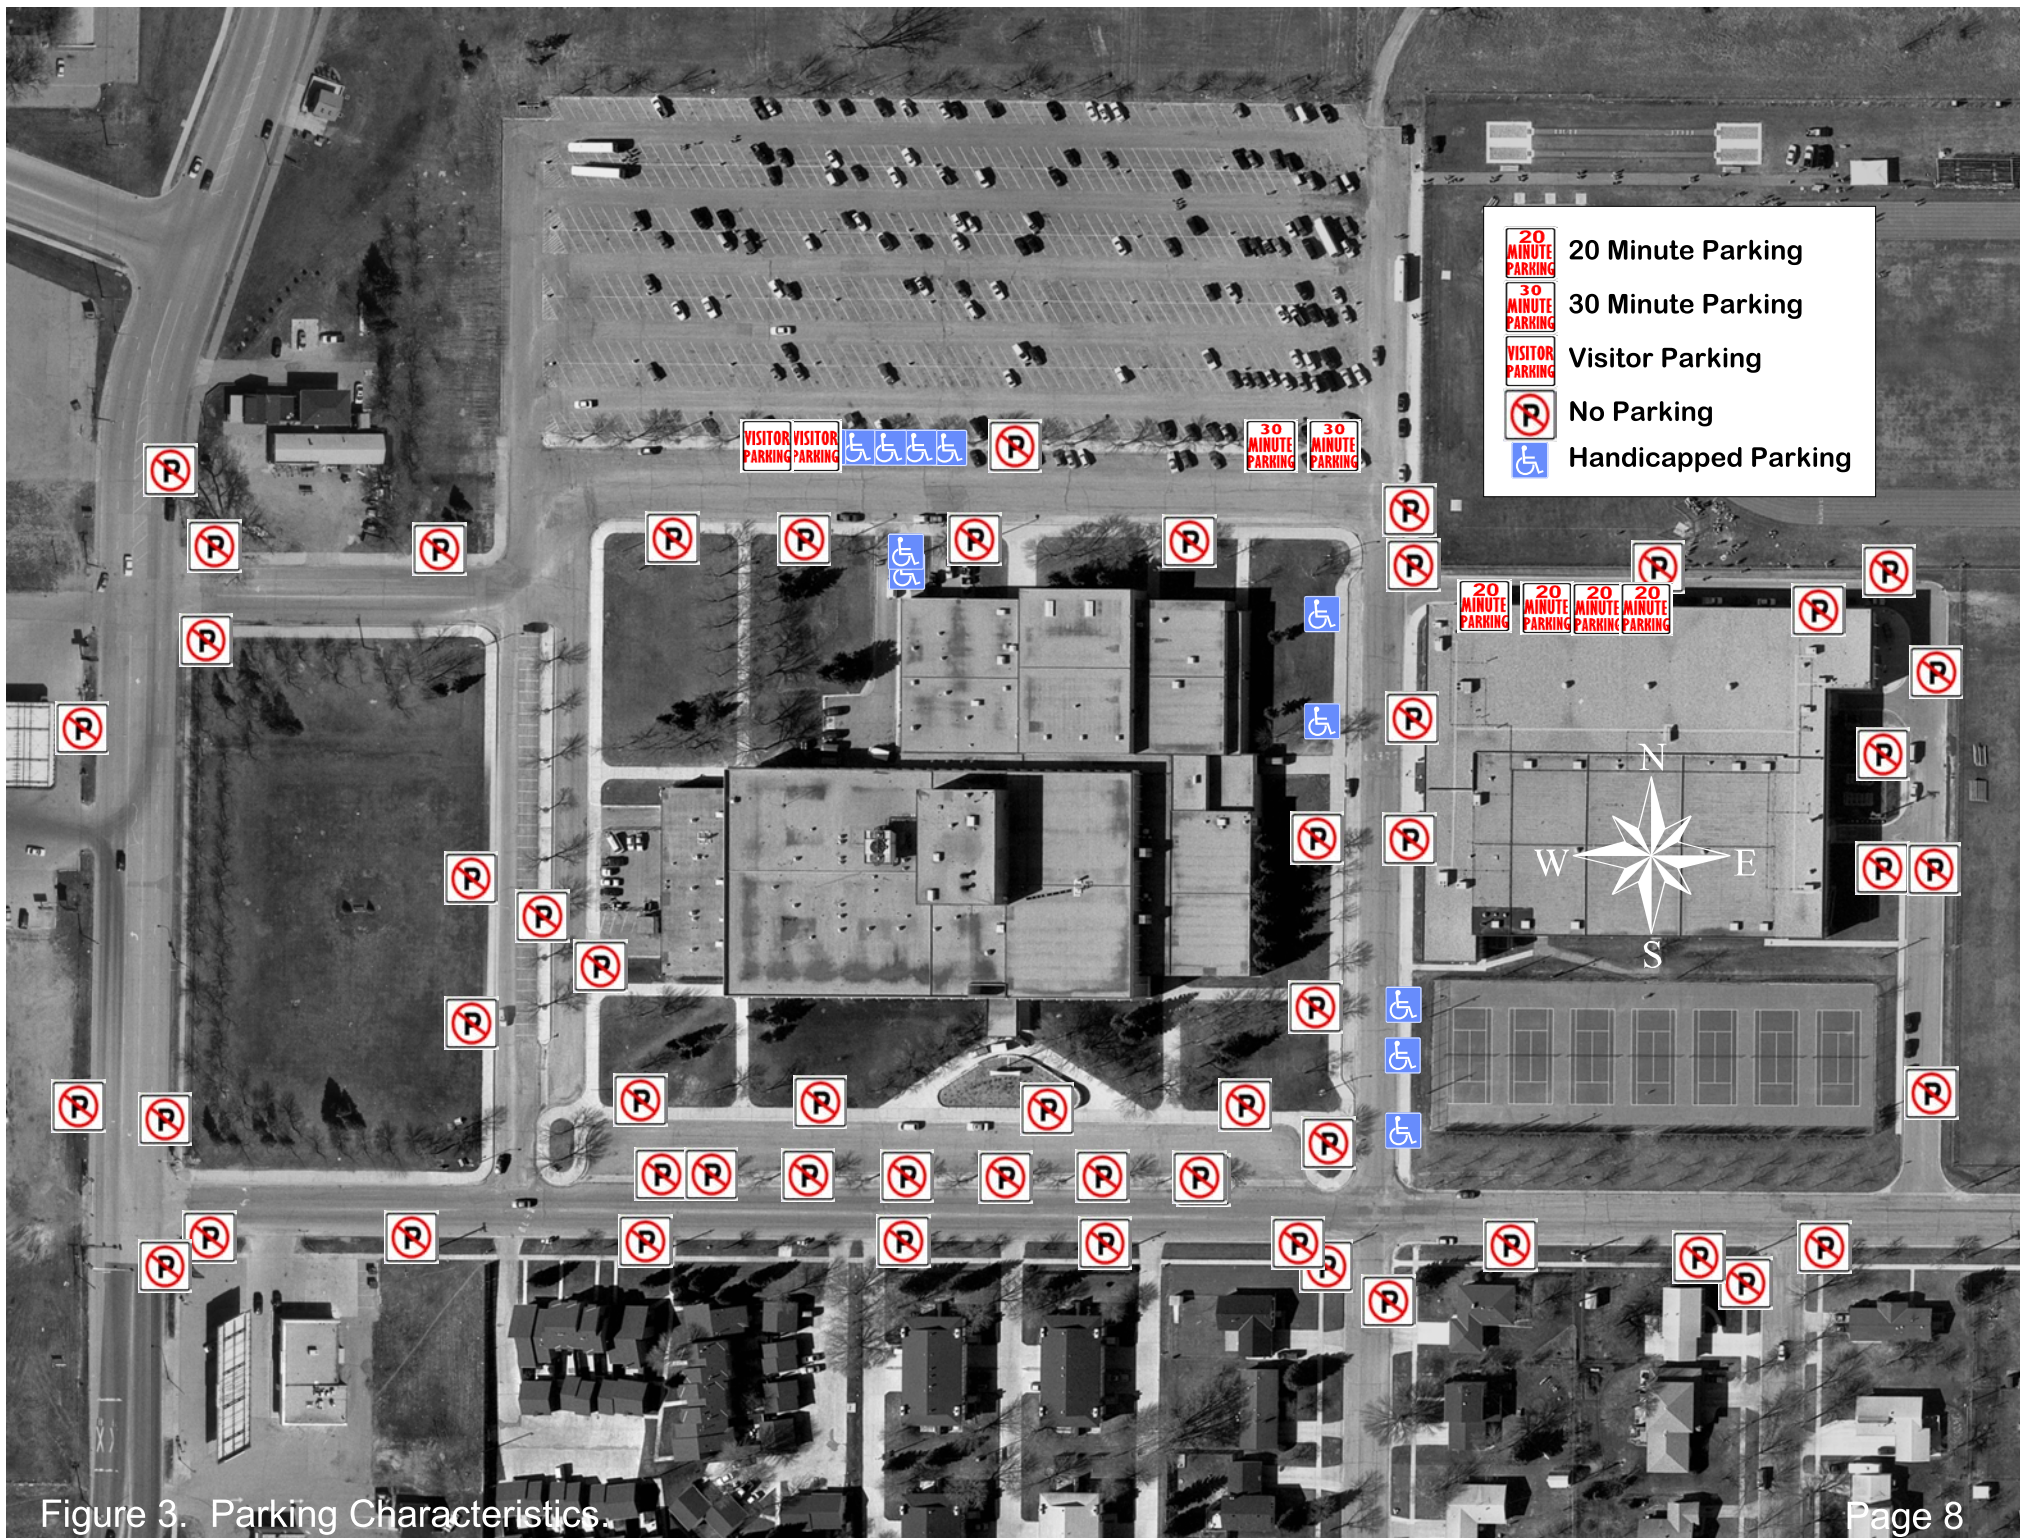 20 MINUTE PARKING 20 Minute Parking
30 MINUTE PARKING 30 Minute Parking
VISITOR PARKING Visitor Parking
P No Parking
Handicapped Parking
VISITOR PARKING VISITOR PARKING P 30 MINUTE PARKING 30 MINUTE PARKING
P
P
P P P P P P
P
P P
20 MINUTE PARKING 20 MINUTE PARKING 20 MINUTE PARKING 20 MINUTE PARKING P
P
P
P P
N
P
W E
P P
P
P P
P
P
S
P P
P P P P
P P
P
P P P P P P P
P P P P P P P P P
P P P P
Figure 3. Parking Characteristics.
Page 8